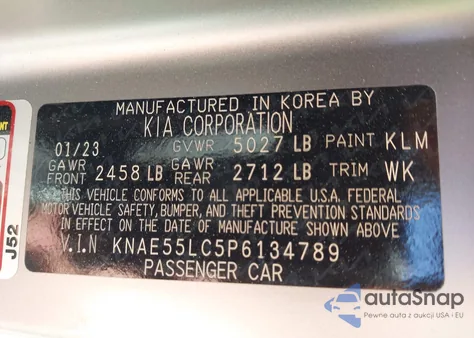 MANUFACTURED IN KOREA BY
KIA CORPORATION
01/23 GVWR 5027 LB PAINT KLM
GAWR FRONT 2458 LB GAWR REAR 2712 LB TRIM WK
THIS VEHICLE CONFORMS TO ALL APPLICABLE U.S.A. FEDERAL
MOTOR VEHICLE SAFETY, BUMPER, AND THEFT PREVENTION STANDARDS
IN EFFECT ON THE DATE OF MANUFACTURE SHOWN ABOVE
V.I.N KNAE55LC5P6134789
PASSENGER CAR
J52
autaSnap
Pewne auta z aukcji USA i EU